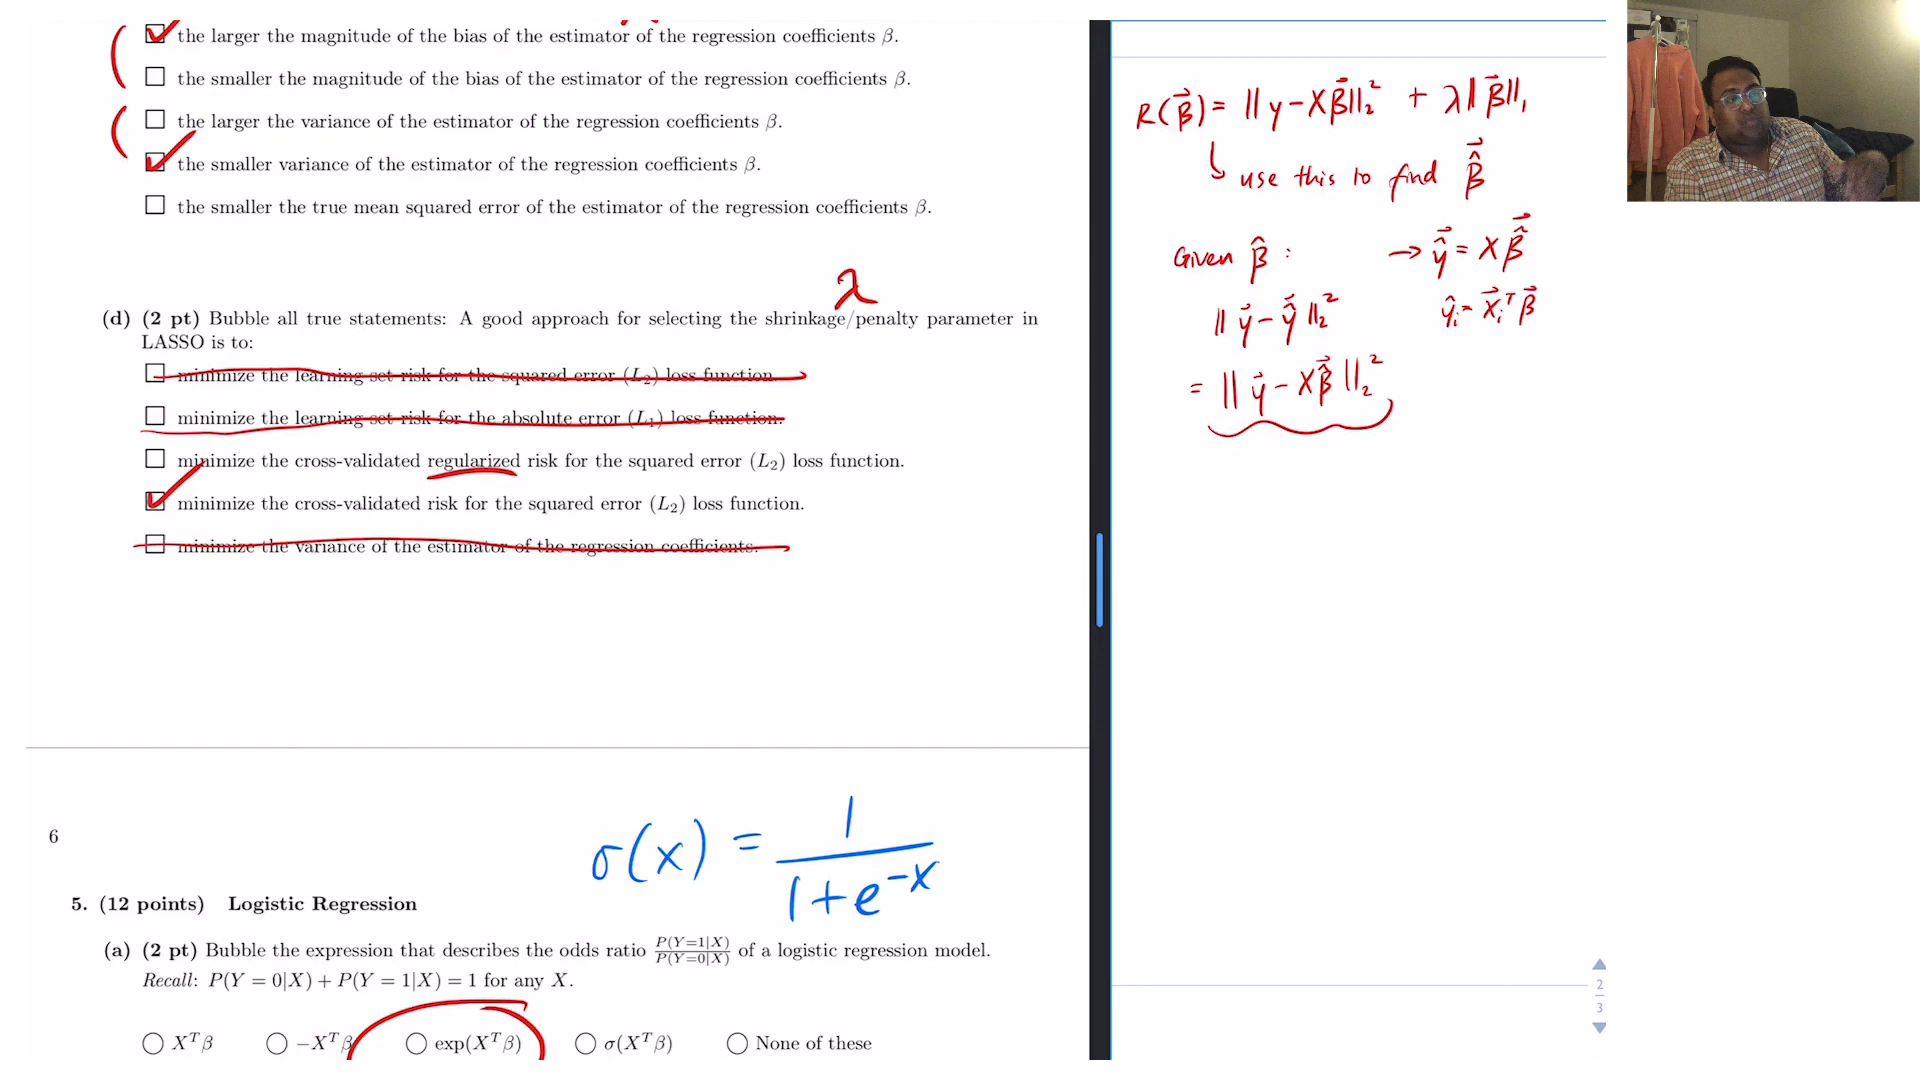 the larger the magnitude of the bias of the estimator of the regression coefficients β.
the smaller the magnitude of the bias of the estimator of the regression coefficients β.
the larger the variance of the estimator of the regression coefficients β.
the smaller variance of the estimator of the regression coefficients β.
the smaller the true mean squared error of the estimator of the regression coefficients β.
λ
(d) (2 pt) Bubble all true statements: A good approach for selecting the shrinkage/penalty parameter in
LASSO is to:
minimize the learning set risk for the squared error (L₂) loss function.
minimize the learning set risk for the absolute error (L₁) loss function.
minimize the cross-validated regularized risk for the squared error (L₂) loss function.
minimize the cross-validated risk for the squared error (L₂) loss function.
minimize the variance of the estimator of the regression coefficients.
6
σ(x) = 1 / (1 + e^{-x})
5. (12 points) Logistic Regression
(a) (2 pt) Bubble the expression that describes the odds ratio P(Y=1|X)/P(Y=0|X) of a logistic regression model.
Recall: P(Y = 0|X) + P(Y = 1|X) = 1 for any X.
X^T β −X^T β exp(X^T β) σ(X^T β) None of these
R(β⃗) = ||y − Xβ⃗||₂² + λ||β⃗||₁
use this to find β̂⃗
Given β̂ : → ŷ⃗ = Xβ̂⃗
||y⃗ − ŷ⃗||₂² ŷᵢ = x⃗ᵢᵀ β⃗
= ||y⃗ − Xβ̂⃗||₂²
2
3